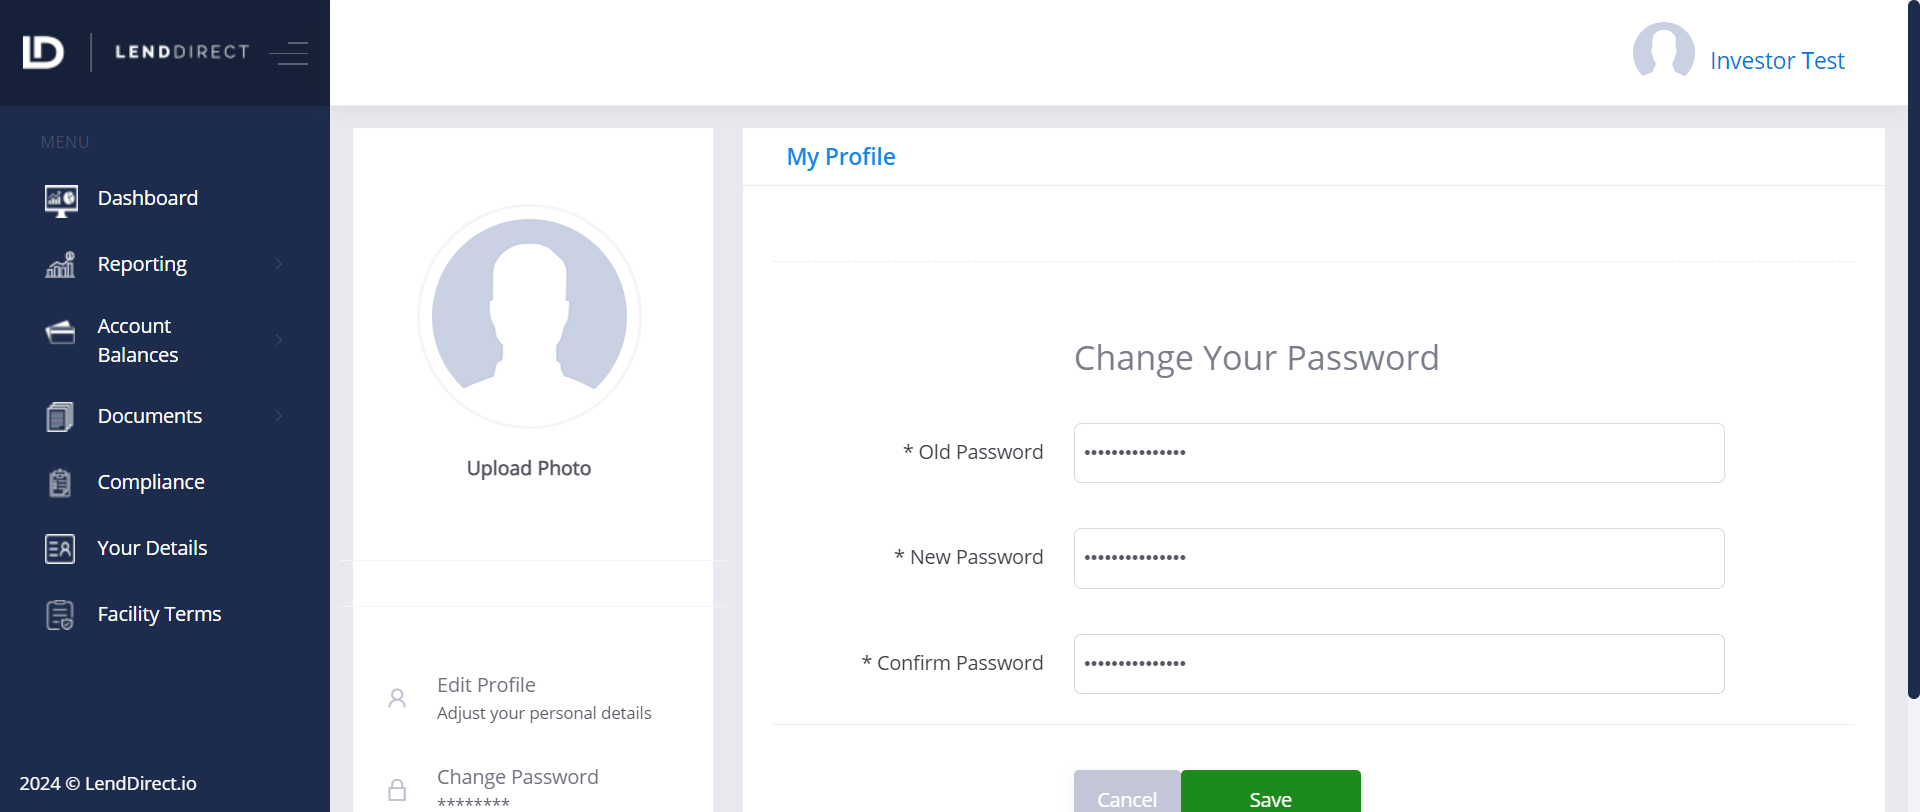 LENDDIRECT
Investor Test
MENU
Dashboard
Reporting
Account
Balances
Documents
Compliance
Your Details
Facility Terms
2024 © LendDirect.io
Upload Photo
Edit Profile
Adjust your personal details
Change Password
********
My Profile
Change Your Password
* Old Password
•••••••••••••••
* New Password
•••••••••••••••
* Confirm Password
•••••••••••••••
Cancel
Save